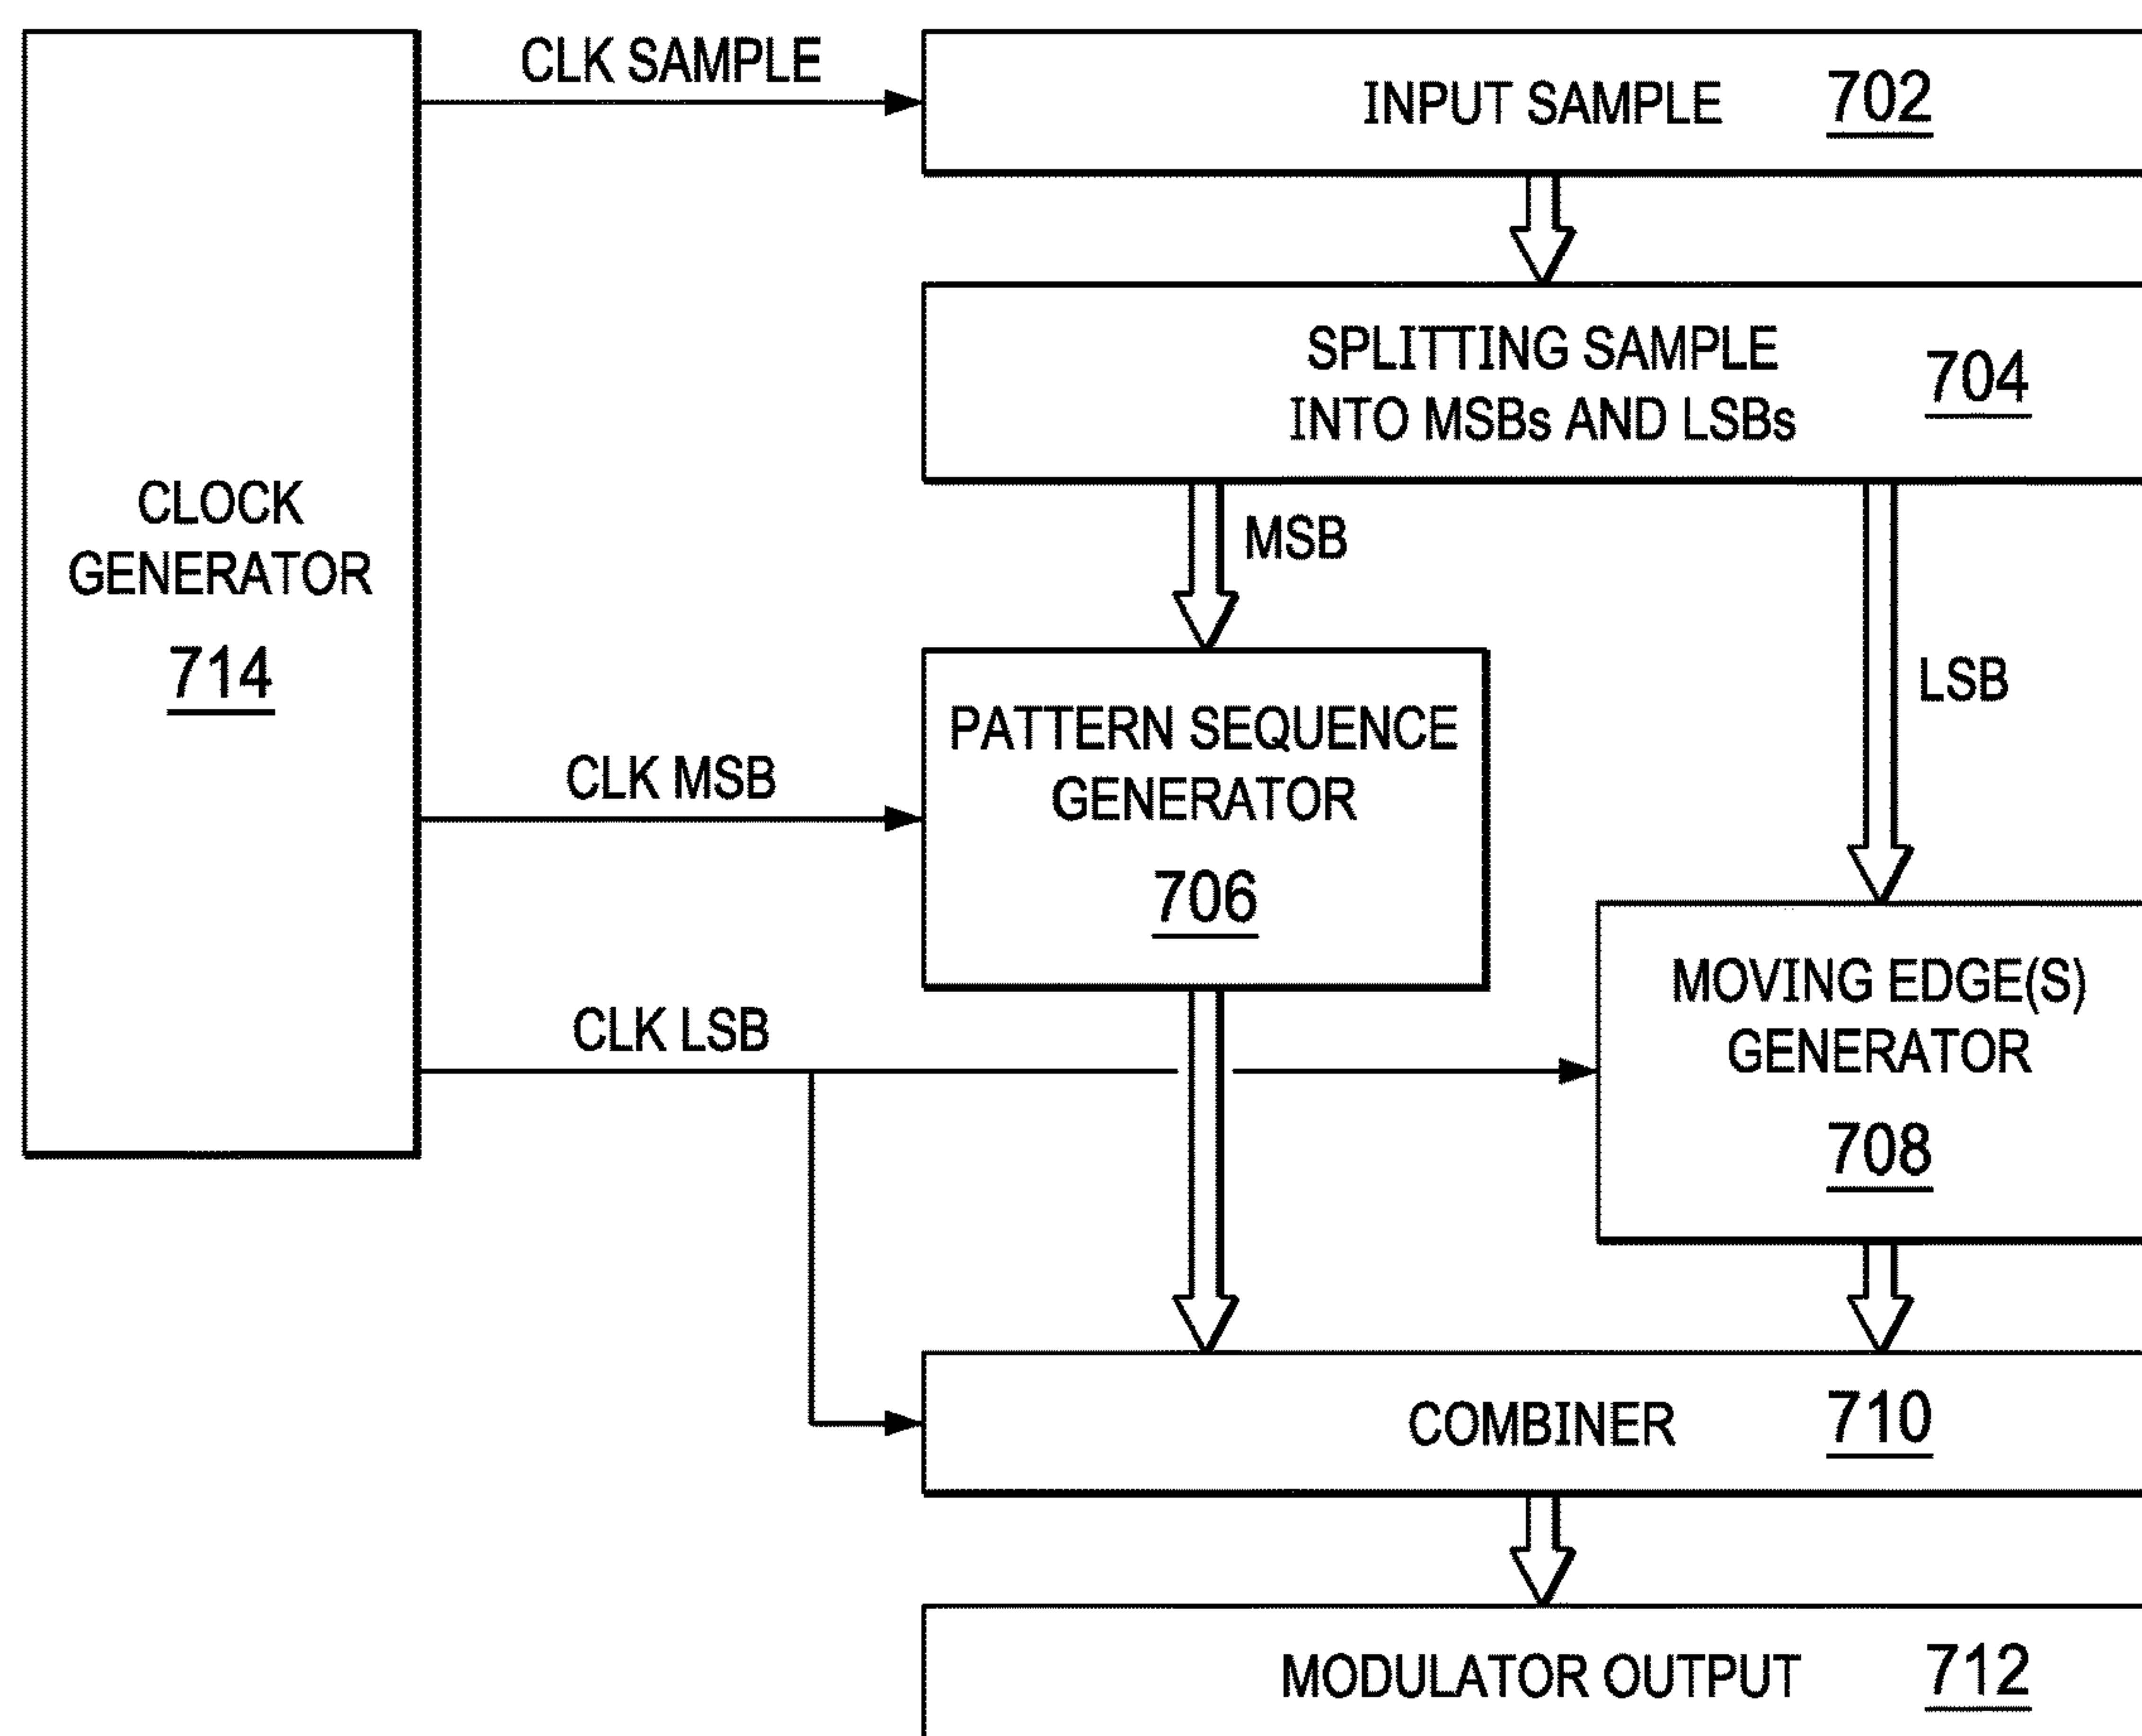 CLK SAMPLE
INPUT SAMPLE 702
SPLITTING SAMPLE
INTO MSBs AND LSBs
704
CLOCK
GENERATOR
714
MSB
LSB
CLK MSB
PATTERN SEQUENCE
GENERATOR
706
CLK LSB
MOVING EDGE(S)
GENERATOR
708
COMBINER 710
MODULATOR OUTPUT 712